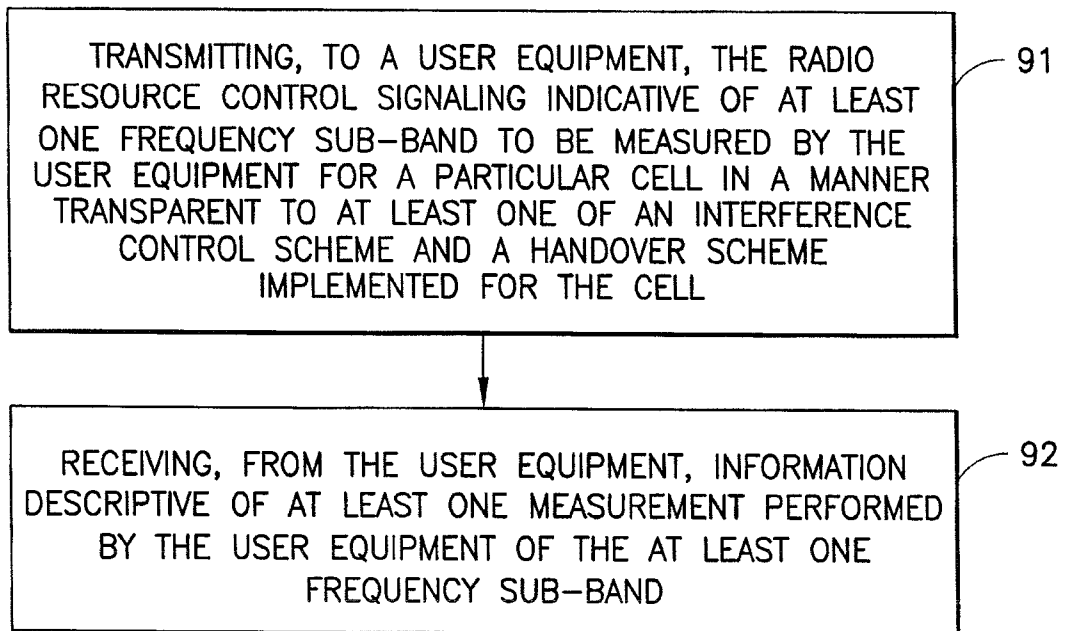 TRANSMITTING, TO A USER EQUIPMENT, THE RADIO
RESOURCE CONTROL SIGNALING INDICATIVE OF AT LEAST
ONE FREQUENCY SUB-BAND TO BE MEASURED BY THE
USER EQUIPMENT FOR A PARTICULAR CELL IN A MANNER
TRANSPARENT TO AT LEAST ONE OF AN INTERFERENCE
CONTROL SCHEME AND A HANDOVER SCHEME
IMPLEMENTED FOR THE CELL
91
RECEIVING, FROM THE USER EQUIPMENT, INFORMATION
DESCRIPTIVE OF AT LEAST ONE MEASUREMENT PERFORMED
BY THE USER EQUIPMENT OF THE AT LEAST ONE
FREQUENCY SUB-BAND
92